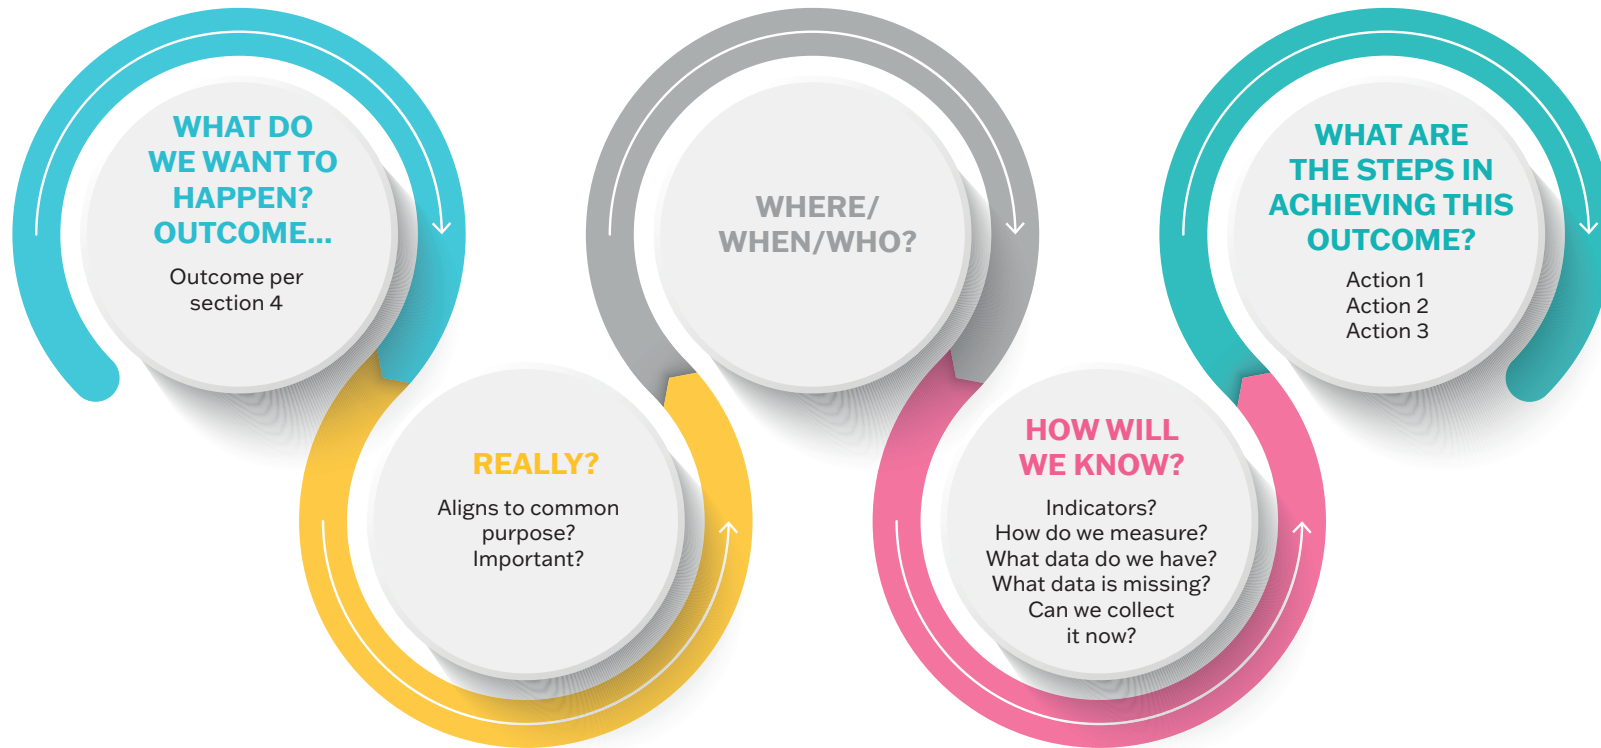 WHAT DO
WE WANT TO
HAPPEN?
OUTCOME...
Outcome per
section 4
REALLY?
Aligns to common
purpose?
Important?
WHERE/
WHEN/WHO?
HOW WILL
WE KNOW?
Indicators?
How do we measure?
What data do we have?
What data is missing?
Can we collect
it now?
WHAT ARE
THE STEPS IN
ACHIEVING THIS
OUTCOME?
Action 1
Action 2
Action 3